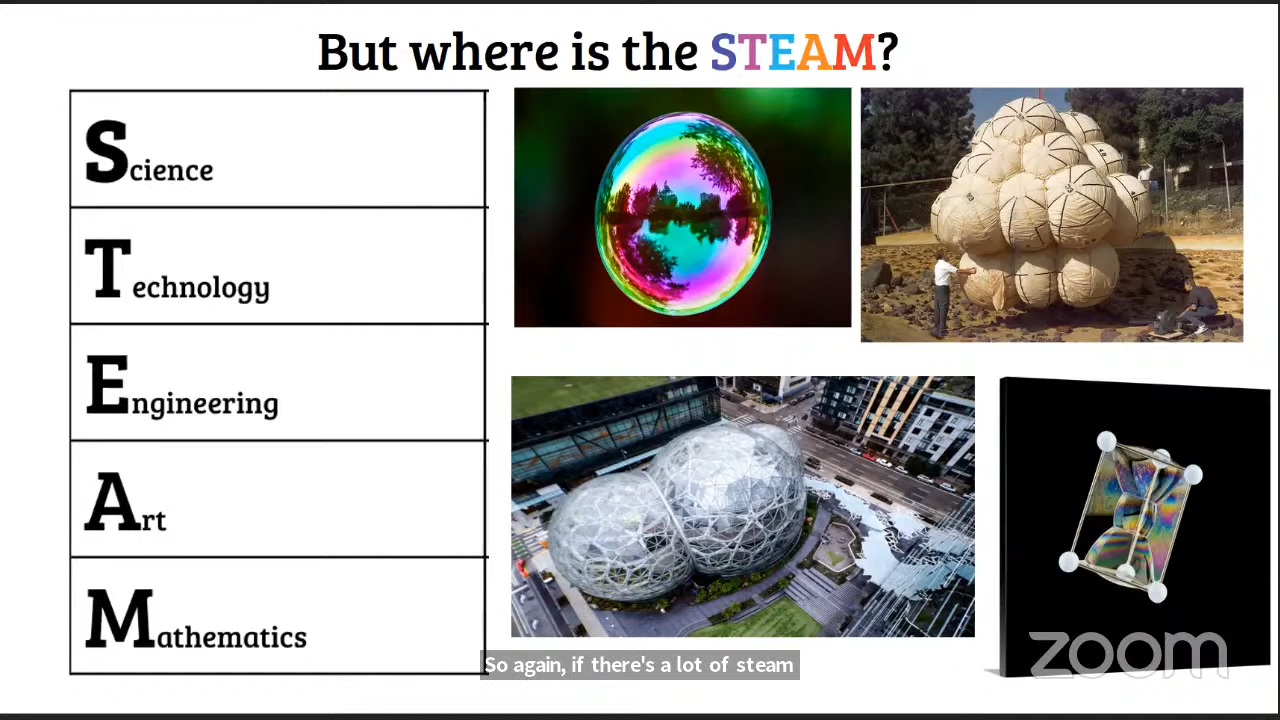 But where is the STEAM?
Science
Technology
Engineering
Art
Mathematics
So again, if there's a lot of steam
zoom